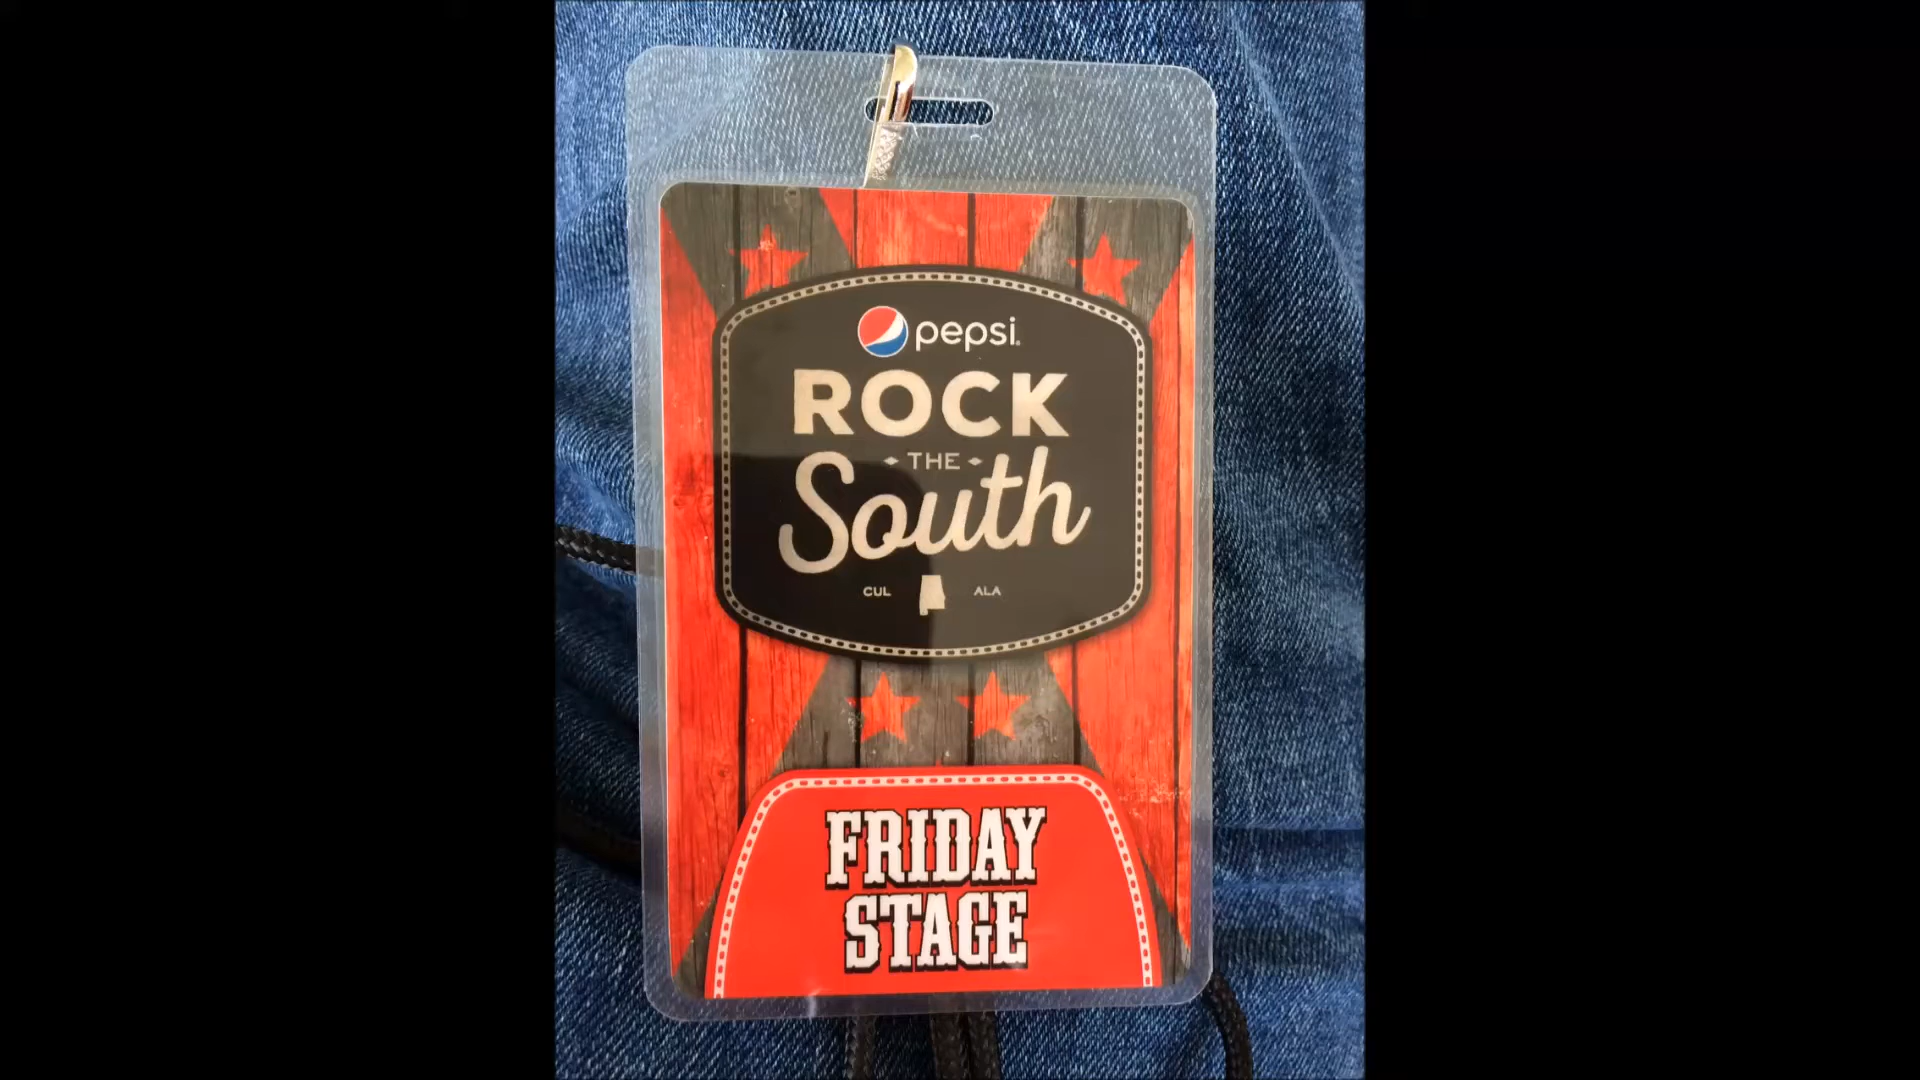 pepsi
ROCK
THE
South
CUL ALA
FRIDAY
STAGE